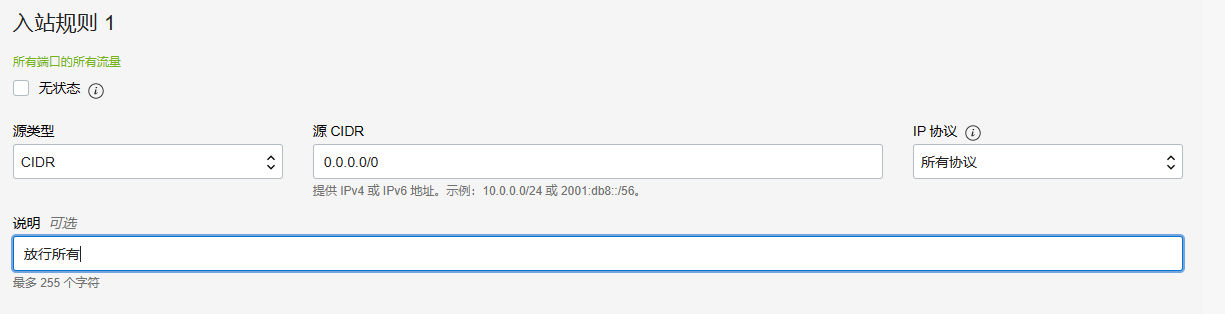 入站规则 1
所有端口的所有流量
无状态
源类型 源 CIDR IP 协议
CIDR 0.0.0.0/0 所有协议
提供 IPv4 或 IPv6 地址。示例：10.0.0.0/24 或 2001:db8::/56。
说明 可选
放行所有
最多 255 个字符